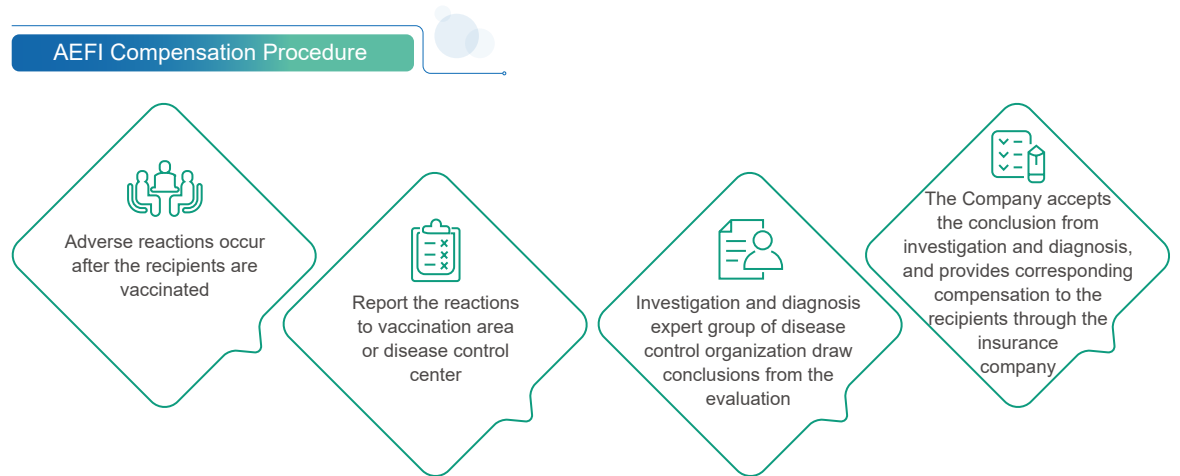 AEFI Compensation Procedure
Adverse reactions occur
after the recipients are
vaccinated
Report the reactions
to vaccination area
or disease control
center
Investigation and diagnosis
expert group of disease
control organization draw
conclusions from the
evaluation
The Company accepts
the conclusion from
investigation and diagnosis,
and provides corresponding
compensation to the
recipients through the
insurance
company